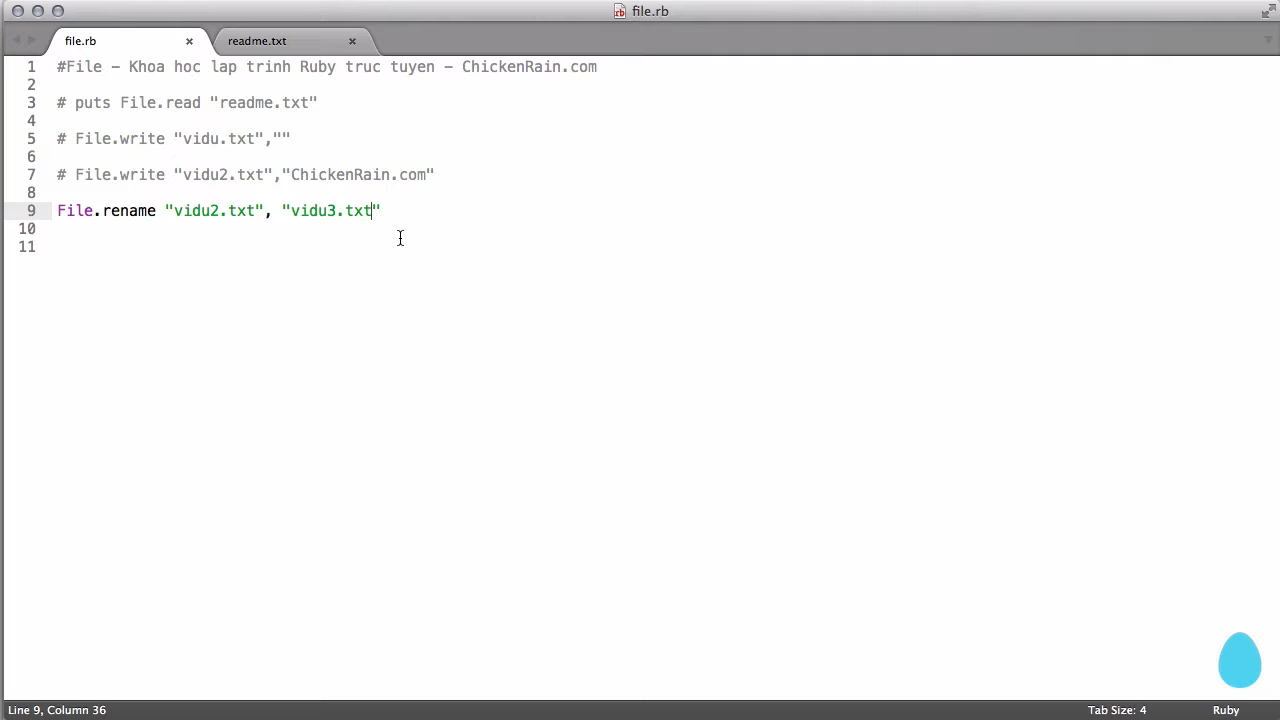 file.rb
file.rb × readme.txt ×
1 #File - Khoa hoc lap trinh Ruby truc tuyen - ChickenRain.com
2
3 # puts File.read "readme.txt"
4
5 # File.write "vidu.txt",""
6
7 # File.write "vidu2.txt","ChickenRain.com"
8
9 File.rename "vidu2.txt", "vidu3.txt"
10
11
Line 9, Column 36 Tab Size: 4 Ruby